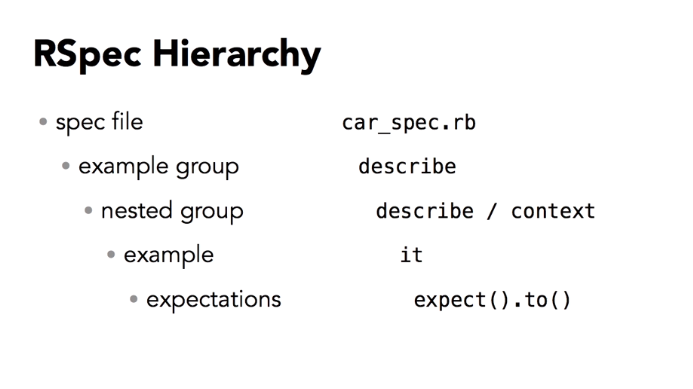 RSpec Hierarchy
• spec file car_spec.rb
• example group describe
• nested group describe / context
• example it
• expectations expect().to()